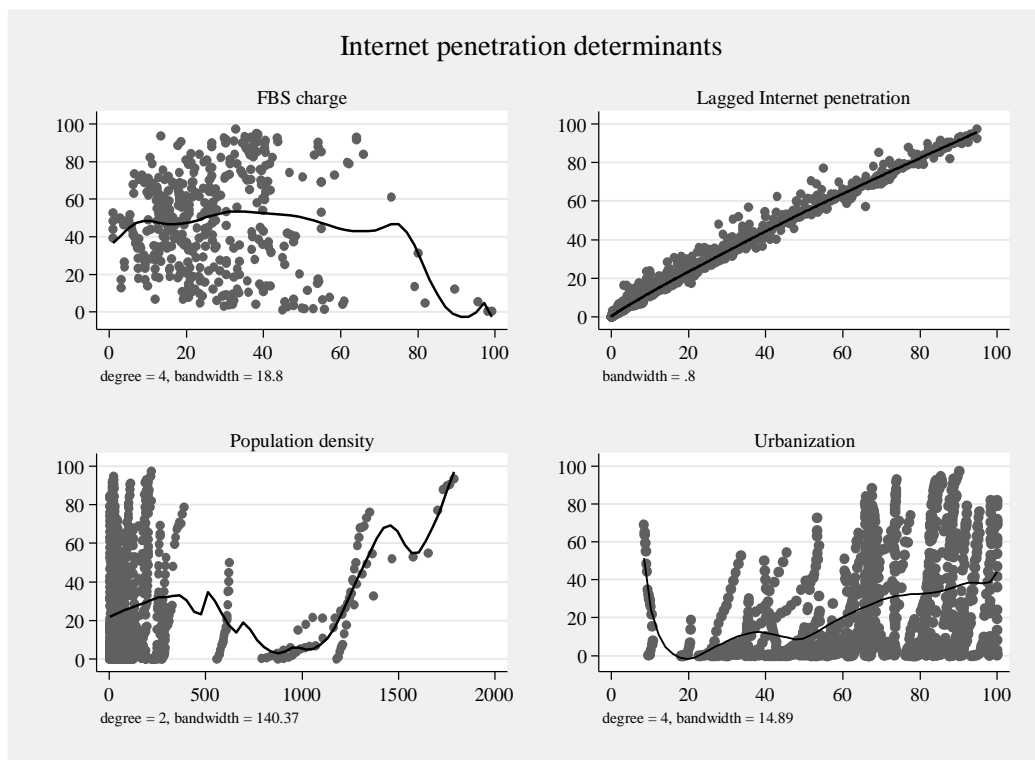 Internet penetration determinants
FBS charge
100
80
60
40
20
0
0 20 40 60 80 100
degree = 4, bandwidth = 18.8
Lagged Internet penetration
100
80
60
40
20
0
0 20 40 60 80 100
bandwidth = .8
Population density
100
80
60
40
20
0
0 500 1000 1500 2000
degree = 2, bandwidth = 140.37
Urbanization
100
80
60
40
20
0
0 20 40 60 80 100
degree = 4, bandwidth = 14.89